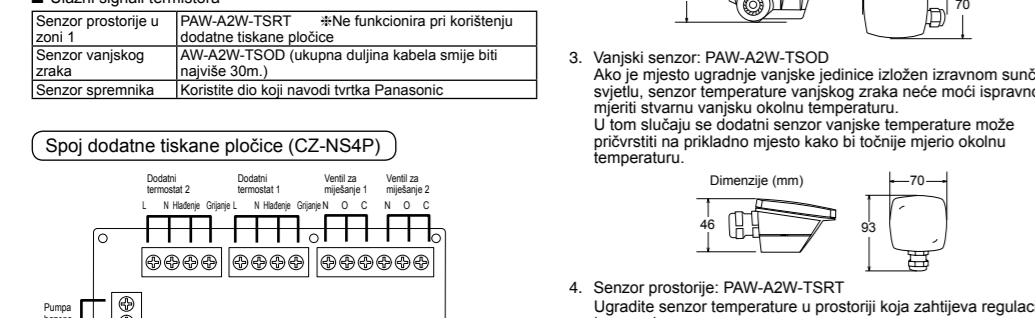 ■ Ulazni signali termistora
Senzor prostorije u
zoni 1
PAW-A2W-TSRT ❉Ne funkcionira pri korištenju
dodatne tiskane pločice
Senzor vanjskog
zraka
AW-A2W-TSOD (ukupna duljina kabela smije biti
najviše 30m.)
Senzor spremnika
Koristite dio koji navodi tvrtka Panasonic
Spoj dodatne tiskane pločice (CZ-NS4P)
Dodatni
termostat 2
Dodatni
termostat 1
Ventil za
miješanje 1
Ventil za
miješanje 2
L N Hlađenje Grijanje L N Hlađenje Grijanje N O C N O C
Pumpa
70
3. Vanjski senzor: PAW-A2W-TSOD
Ako je mjesto ugradnje vanjske jedinice izložen izravnom sunč
svjetlu, senzor temperature vanjskog zraka neće moći ispravno
mjeriti stvarnu vanjsku okolnu temperaturu.
U tom slučaju se dodatni senzor vanjske temperature može
pričvrstiti na prikladno mjesto kako bi točnije mjerio okolnu
temperaturu.
Dimenzije (mm)
70
46
93
4. Senzor prostorije: PAW-A2W-TSRT
Ugradite senzor temperature u prostoriji koja zahtijeva regulac